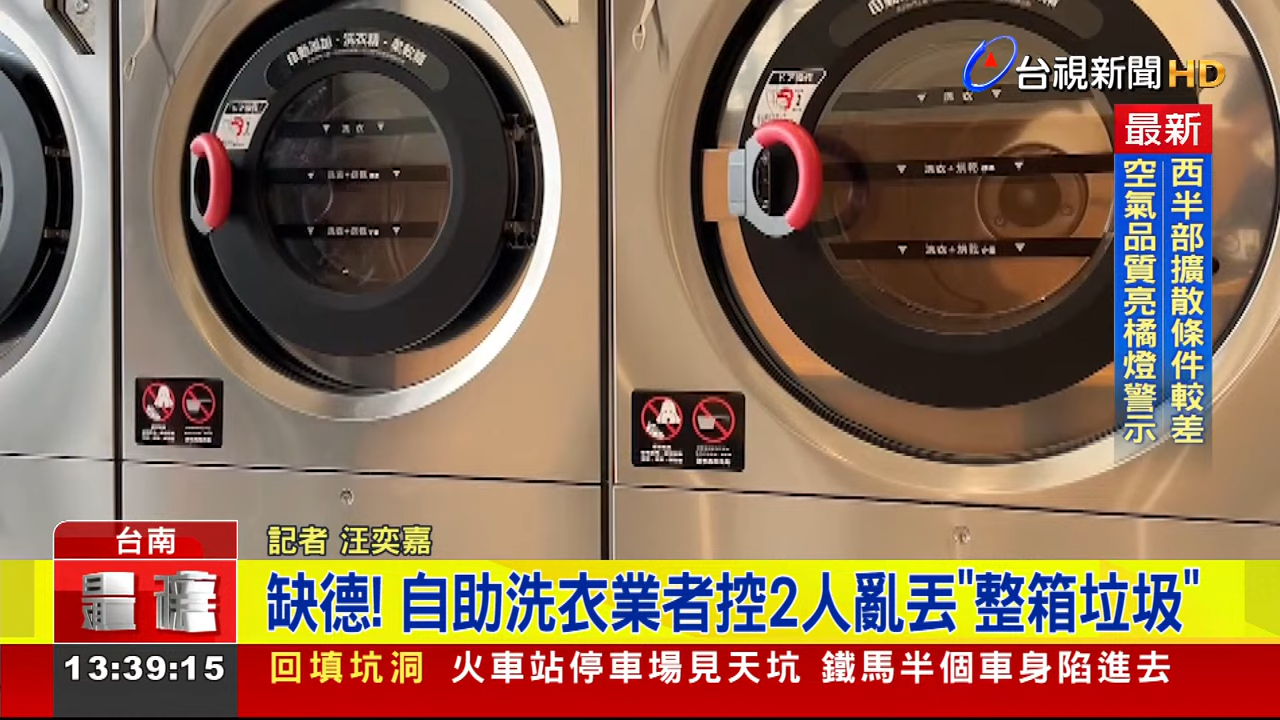 自動添加．洗衣精．柔軟精
洗衣
台視新聞HD
最新
西半部擴散條件較差
空氣品質亮橘燈警示
洗衣
洗衣+烘乾
洗衣+烘乾
台南
記者 汪奕嘉
缺德! 自助洗衣業者控2人亂丟"整箱垃圾"
13:39:15
回填坑洞 火車站停車場見天坑 鐵馬半個車身陷進去